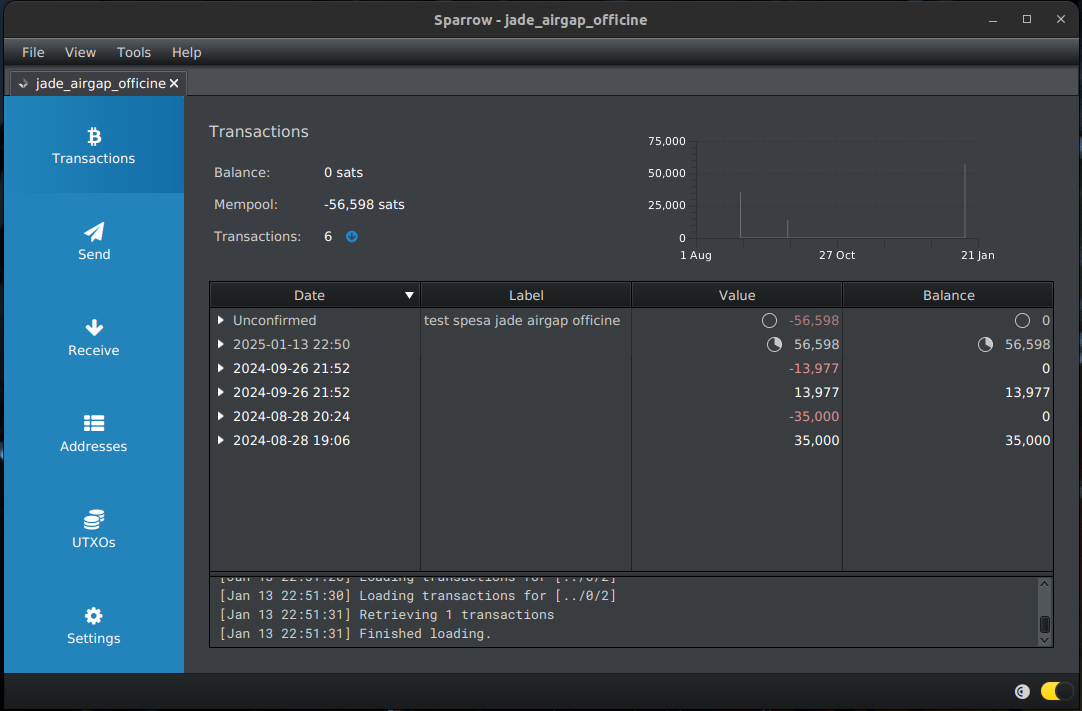 Sparrow - jade_airgap_officine
File View Tools Help
jade_airgap_officine
Transactions
Send
Receive
Addresses
UTXOs
Settings
Transactions
Balance: 0 sats
Mempool: -56,598 sats
Transactions: 6
75,000
50,000
25,000
0
1 Aug 27 Oct 21 Jan
Date Label Value Balance
Unconfirmed test spesa jade airgap officine -56,598 0
2025-01-13 22:50 56,598 56,598
2024-09-26 21:52 -13,977 0
2024-09-26 21:52 13,977 13,977
2024-08-28 20:24 -35,000 0
2024-08-28 19:06 35,000 35,000
[Jan 13 22:51:30] Loading transactions for [../0/2]
[Jan 13 22:51:31] Retrieving 1 transactions
[Jan 13 22:51:31] Finished loading.